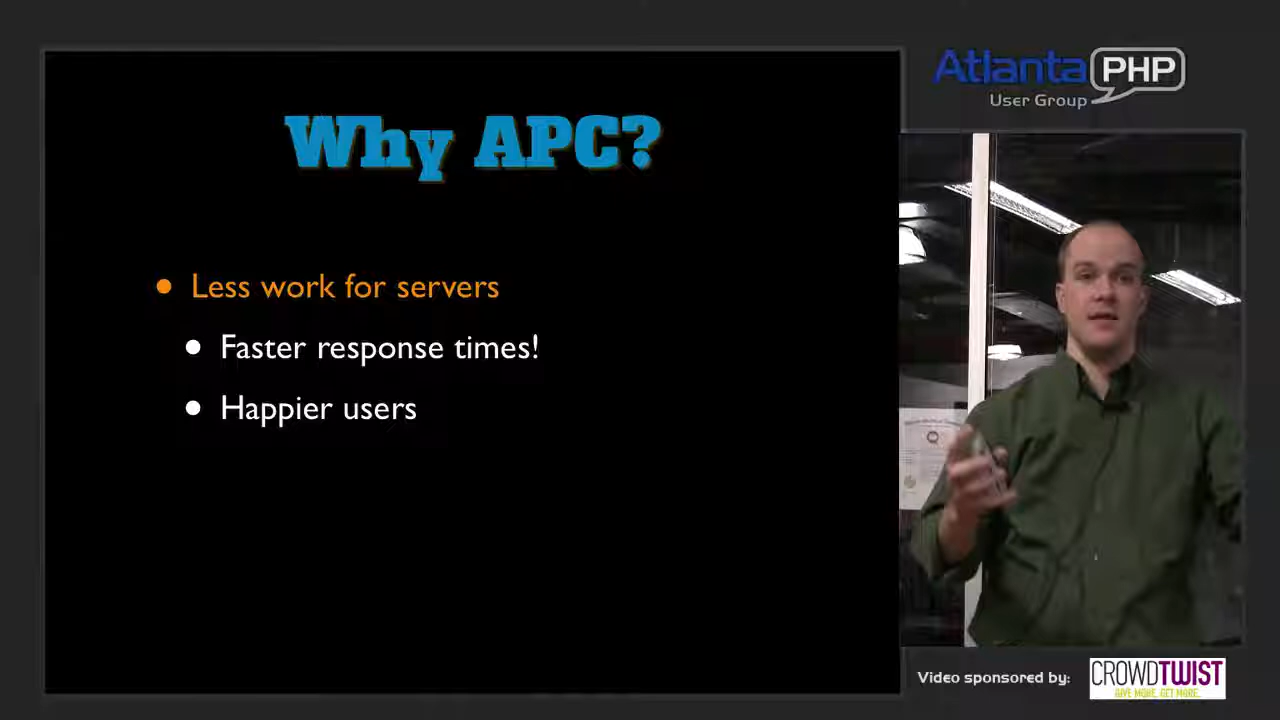 Atlanta PHP
User Group
Why APC?
Less work for servers
Faster response times!
Happier users
Video sponsored by:
CROWDTWIST
GIVE MORE. GET MORE.